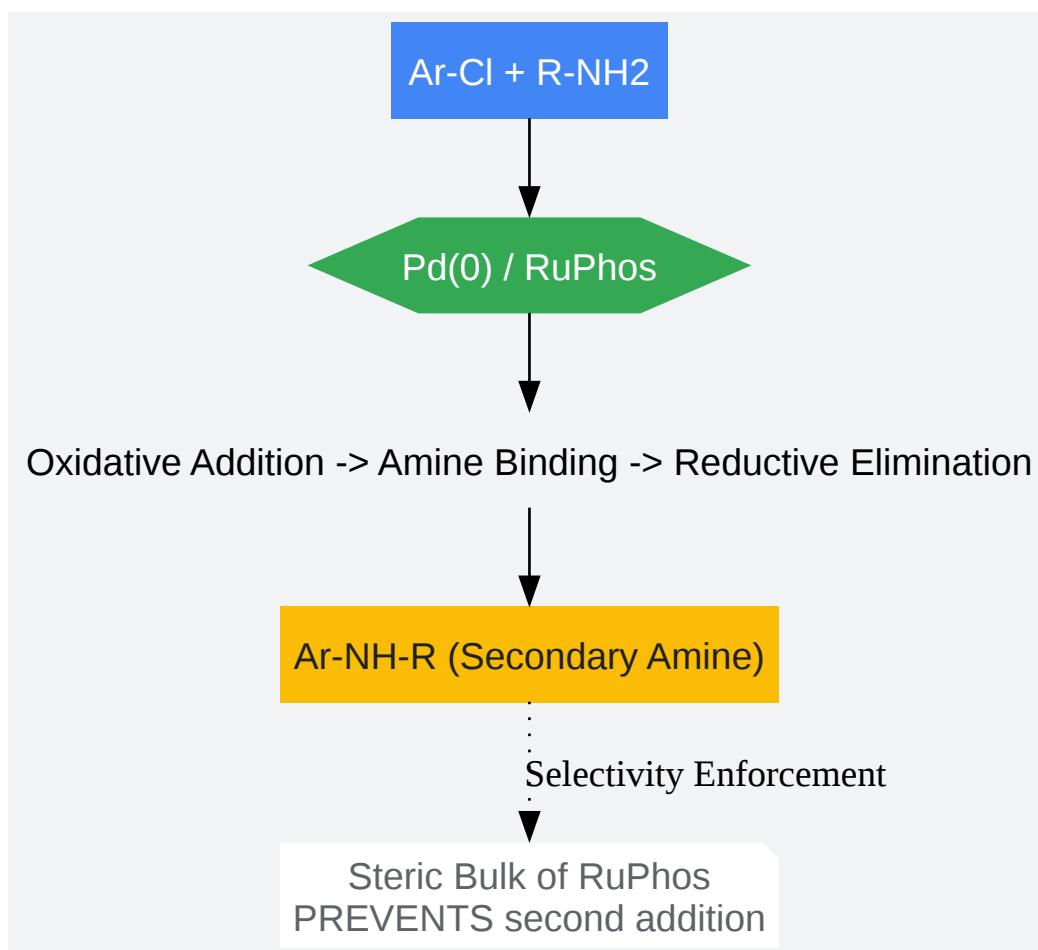 Ar-Cl + R-NH2
Pd(0) / RuPhos
Oxidative Addition -> Amine Binding -> Reductive Elimination
Ar-NH-R (Secondary Amine)
Selectivity Enforcement
Steric Bulk of RuPhos
PREVENTS second addition